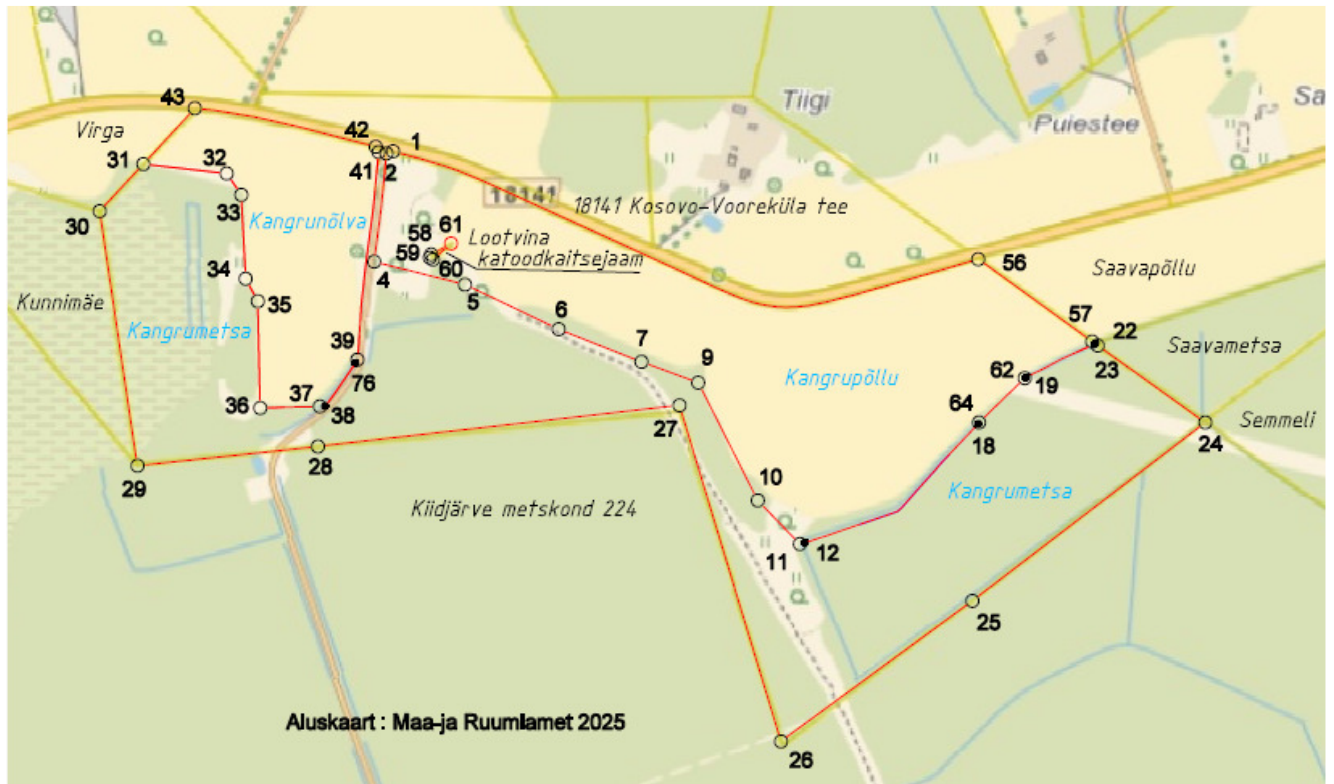 43
Virga
31
32
33
30
42
41
2
1
Tiigi
Puiestee
Sa
18141
18141 Kosovo-Vooreküla tee
Kangrunõlva
58
61
59
60
Lootvina
katoodkaitsejaam
4
5
34
35
Kunnimäe
Kangrumetsa
39
76
36
37
38
6
7
9
27
56
Saavapõllu
57
22
23
Saavametsa
62
19
Kangrupõllu
64
18
24
Semmeli
28
29
10
11
12
Kangrumetsa
Kiidjärve metskond 224
25
26
Aluskaart : Maa-ja Ruumiamet 2025